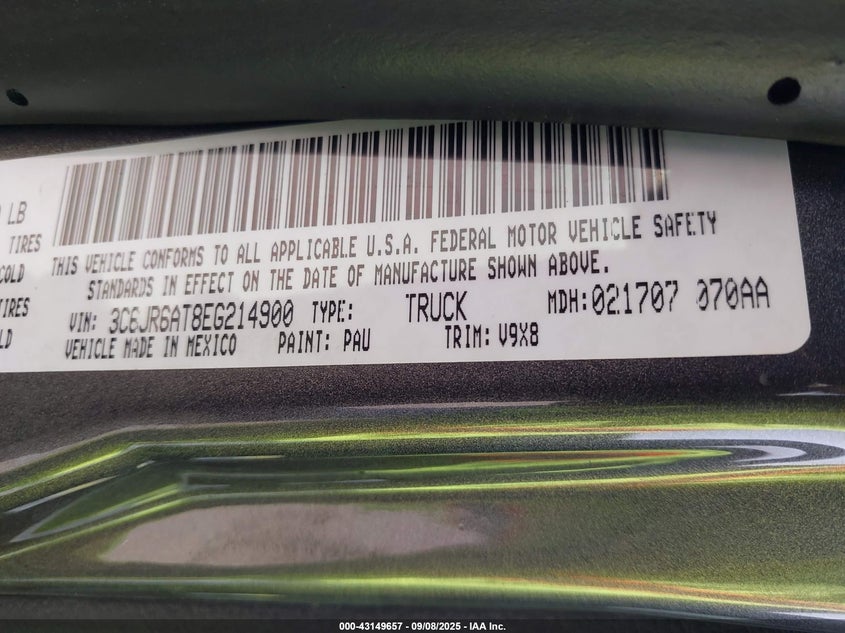 LB
TIRES
COLD
TIRES
LD
THIS VEHICLE CONFORMS TO ALL APPLICABLE U.S.A. FEDERAL MOTOR VEHICLE SAFETY
STANDARDS IN EFFECT ON THE DATE OF MANUFACTURE SHOWN ABOVE.
VIN: 3C6JR6AT8EG214900 TYPE: TRUCK MDH:021707 070AA
VEHICLE MADE IN MEXICO PAINT: PAU TRIM: V9X8
000-43149657 - 09/08/2025 - IAA Inc.